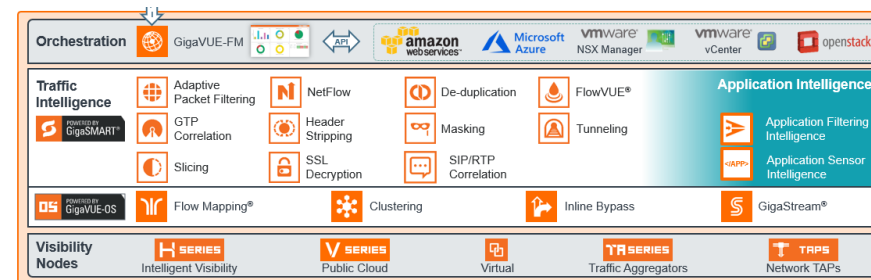 Orchestration
GigaVUE-FM
API
amazon
webservices™
Microsoft
Azure
vmware
NSX Manager
vmware
vCenter
openstack
Traffic
Intelligence
POWERED BY
GigaSMART®
Adaptive
Packet Filtering
NetFlow
De-duplication
FlowVUE®
Application Intelligence
GTP
Correlation
Header
Stripping
Masking
Tunneling
Application Filtering
Intelligence
Slicing
SSL
Decryption
SIP/RTP
Correlation
</APP>
Application Sensor
Intelligence
OS
POWERED BY
GigaVUE-OS
Flow Mapping®
Clustering
Inline Bypass
GigaStream®
Visibility
Nodes
H SERIES
Intelligent Visibility
V SERIES
Public Cloud
Virtual
TA SERIES
Traffic Aggregators
TAPS
Network TAPs